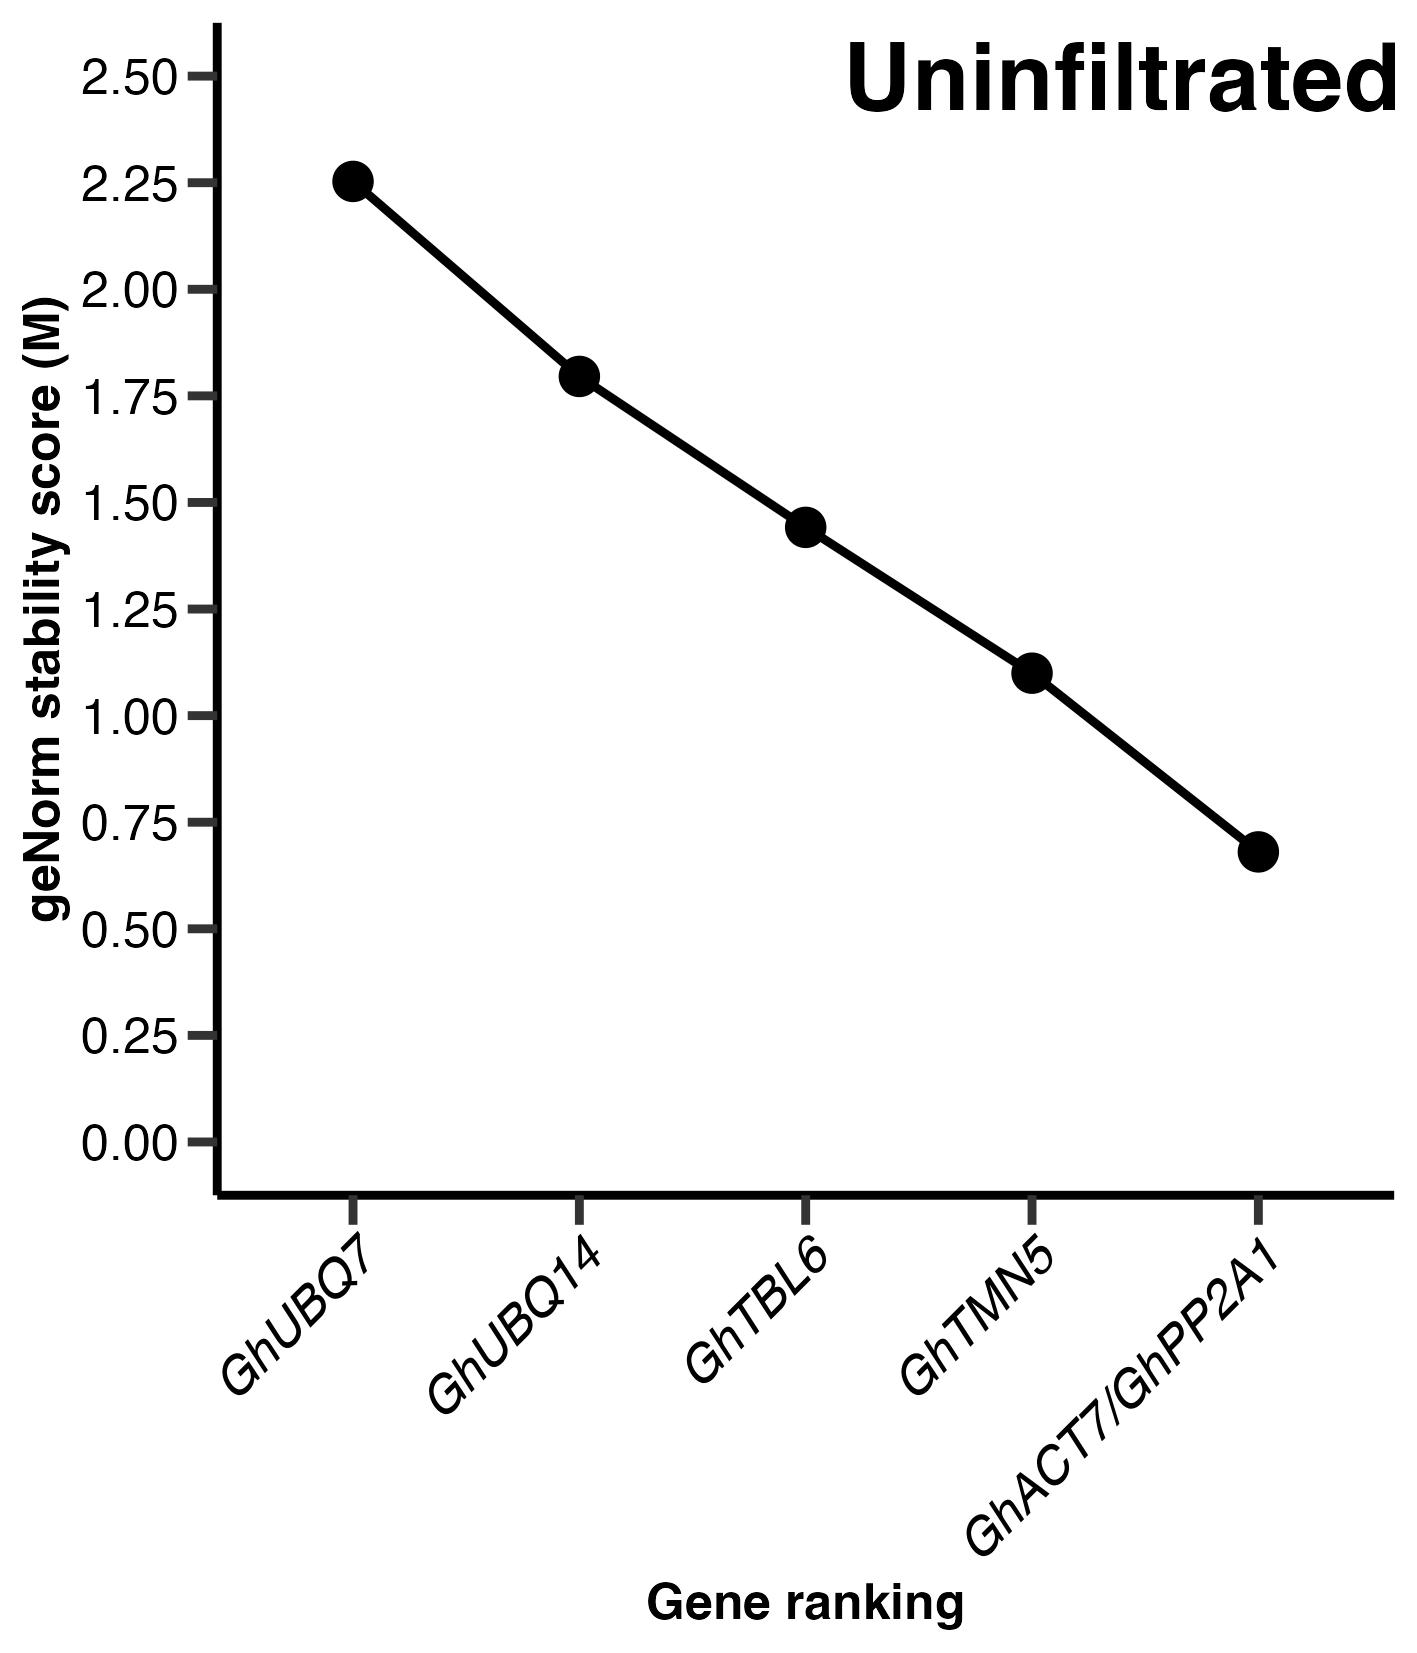 Uninfiltrated
geNorm stability score (M)
2.50
2.25
2.00
1.75
1.50
1.25
1.00
0.75
0.50
0.25
0.00
GhUBQ7
GhUBQ14
GhTBL6
GhTMN5
GhACT7/GhPP2A1
Gene ranking